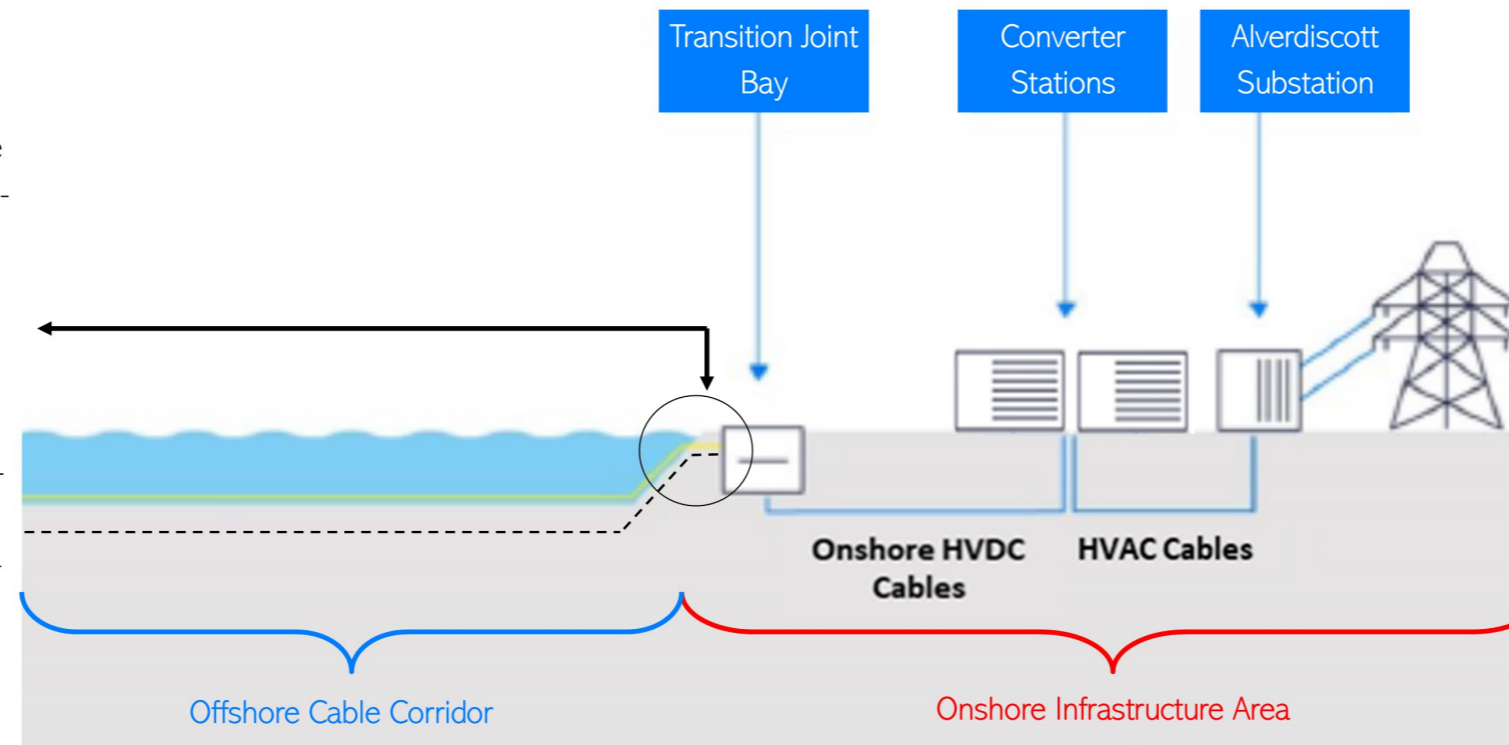 Transition Joint
Bay
Converter
Stations
Alverdiscott
Substation
Onshore HVDC
Cables
HVAC Cables
Offshore Cable Corridor
Onshore Infrastructure Area